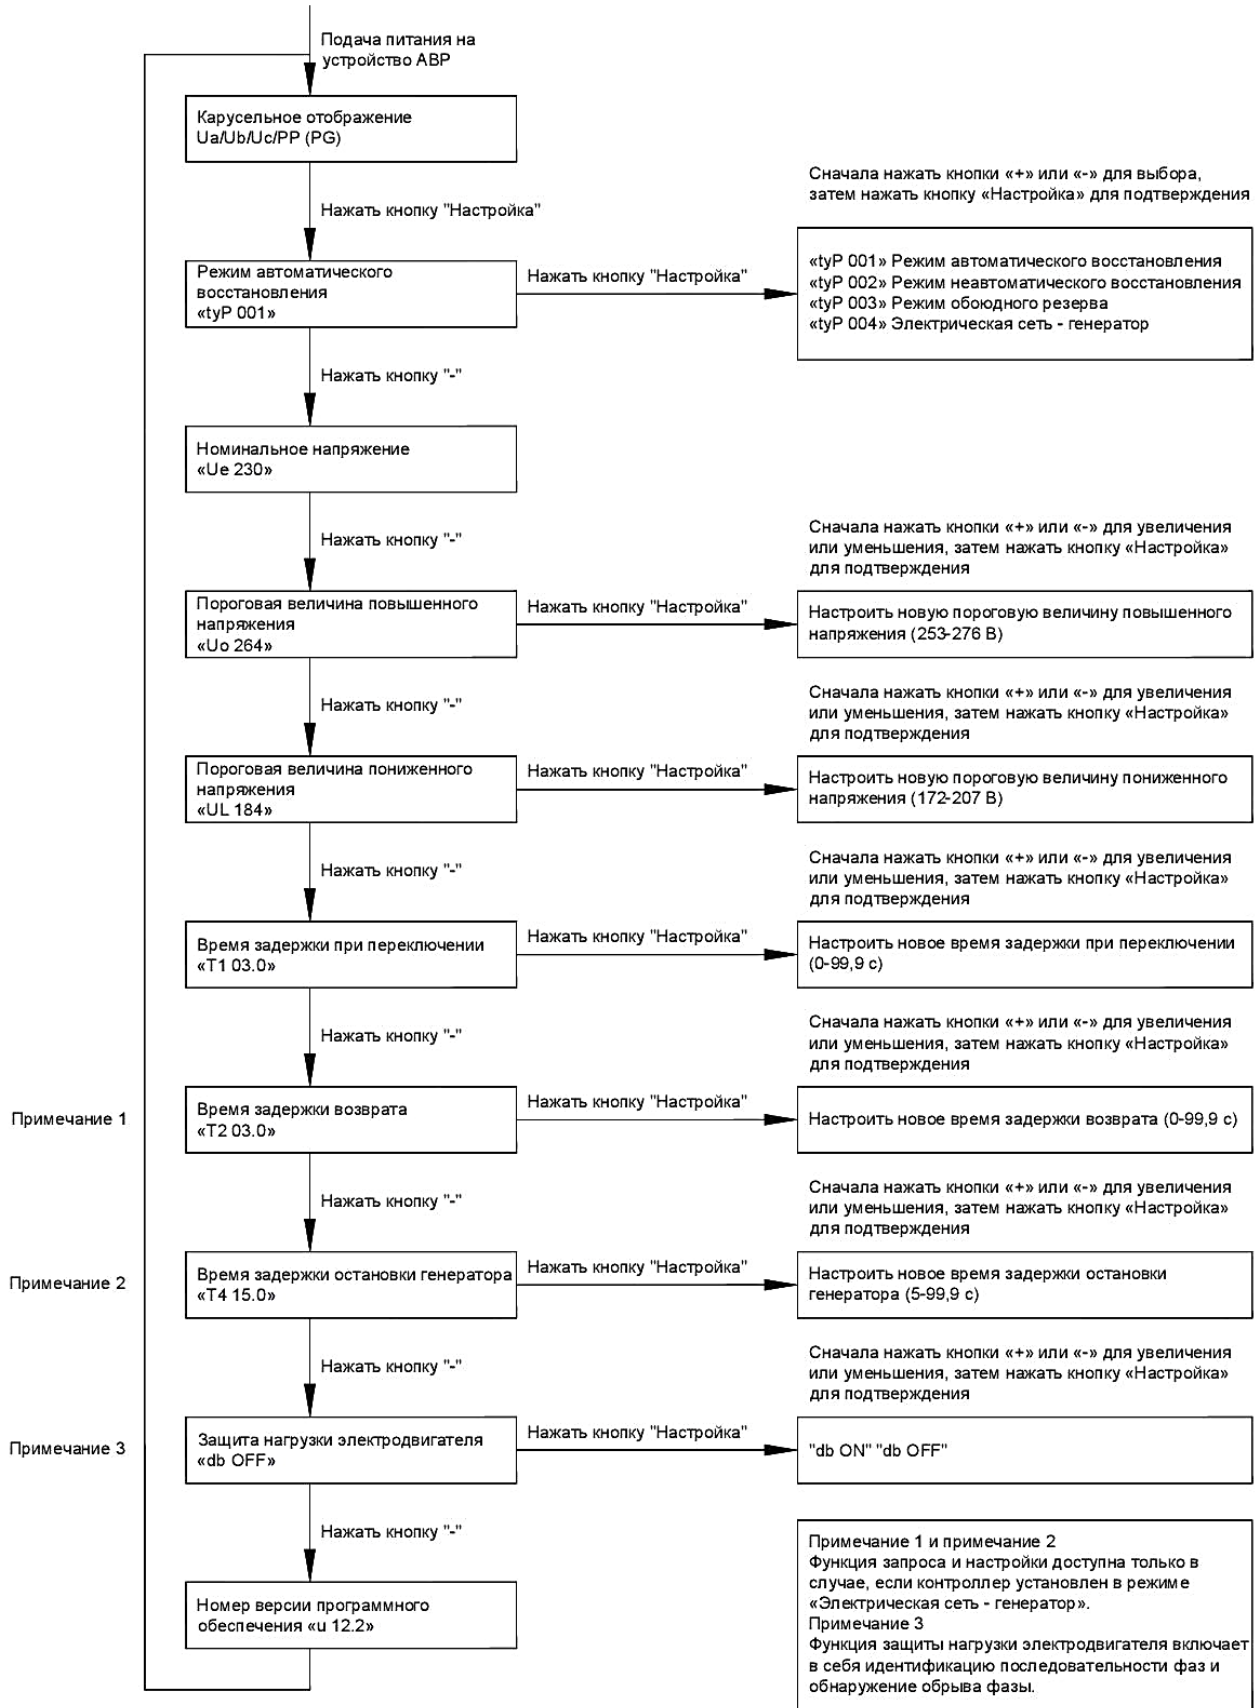 Подача питания на
устройство АВР
Карусельное отображение
Ua/Ub/Uc/PP (PG)
Сначала нажать кнопки «+» или «-» для выбора,
затем нажать кнопку «Настройка» для подтверждения
Нажать кнопку "Настройка"
Режим автоматического
восстановления
«tyP 001»
Нажать кнопку "Настройка"
«tyP 001» Режим автоматического восстановления
«tyP 002» Режим неавтоматического восстановления
«tyP 003» Режим обоюдного резерва
«tyP 004» Электрическая сеть - генератор
Нажать кнопку "-"
Номинальное напряжение
«Ue 230»
Нажать кнопку "-"
Сначала нажать кнопки «+» или «-» для увеличения
или уменьшения, затем нажать кнопку «Настройка»
для подтверждения
Пороговая величина повышенного
напряжения
«Uo 264»
Нажать кнопку "Настройка"
Настроить новую пороговую величину повышенного
напряжения (253-276 В)
Нажать кнопку "-"
Сначала нажать кнопки «+» или «-» для увеличения
или уменьшения, затем нажать кнопку «Настройка»
для подтверждения
Пороговая величина пониженного
напряжения
«UL 184»
Нажать кнопку "Настройка"
Настроить новую пороговую величину пониженного
напряжения (172-207 В)
Нажать кнопку "-"
Сначала нажать кнопки «+» или «-» для увеличения
или уменьшения, затем нажать кнопку «Настройка»
для подтверждения
Время задержки при переключении
«T1 03.0»
Нажать кнопку "Настройка"
Настроить новое время задержки при переключении
(0-99,9 с)
Нажать кнопку "-"
Сначала нажать кнопки «+» или «-» для увеличения
или уменьшения, затем нажать кнопку «Настройка»
для подтверждения
Примечание 1
Время задержки возврата
«T2 03.0»
Нажать кнопку "Настройка"
Настроить новое время задержки возврата (0-99,9 с)
Нажать кнопку "-"
Сначала нажать кнопки «+» или «-» для увеличения
или уменьшения, затем нажать кнопку «Настройка»
для подтверждения
Примечание 2
Время задержки остановки генератора
«T4 15.0»
Нажать кнопку "Настройка"
Настроить новое время задержки остановки
генератора (5-99,9 с)
Нажать кнопку "-"
Сначала нажать кнопки «+» или «-» для увеличения
или уменьшения, затем нажать кнопку «Настройка»
для подтверждения
Примечание 3
Защита нагрузки электродвигателя
«db OFF»
Нажать кнопку "Настройка"
"db ON" "db OFF"
Нажать кнопку "-"
Номер версии программного
обеспечения «u 12.2»
Примечание 1 и примечание 2
Функция запроса и настройки доступна только в
случае, если контроллер установлен в режиме
«Электрическая сеть - генератор».
Примечание 3
Функция защиты нагрузки электродвигателя включает
в себя идентификацию последовательности фаз и
обнаружение обрыва фазы.